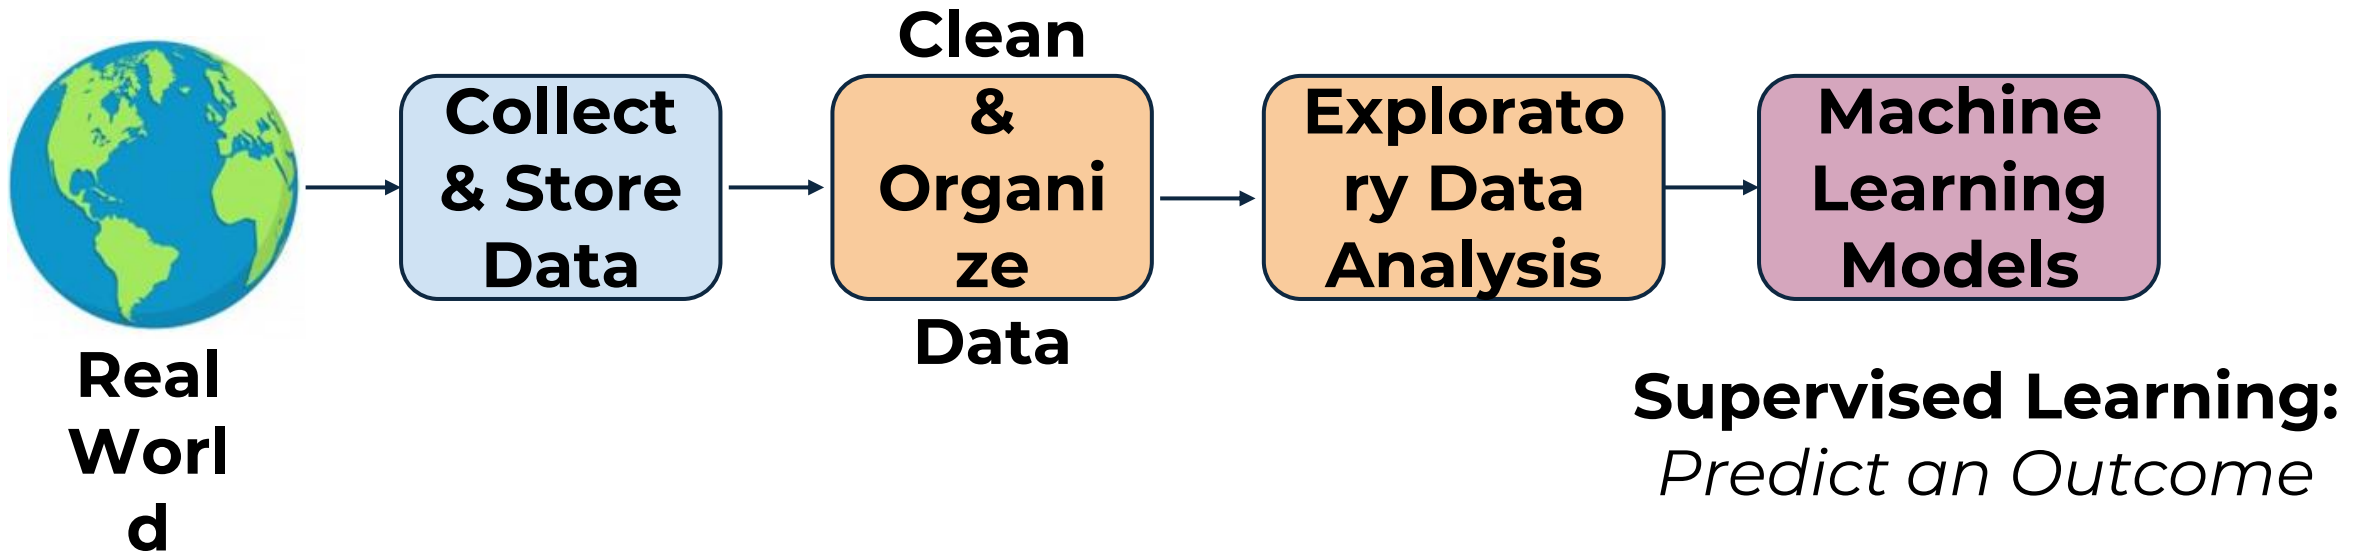 Real
Worl
d
Collect
& Store
Data
Clean
&
Organi
ze
Data
Explorato
ry Data
Analysis
Machine
Learning
Models
Supervised Learning:
Predict an Outcome